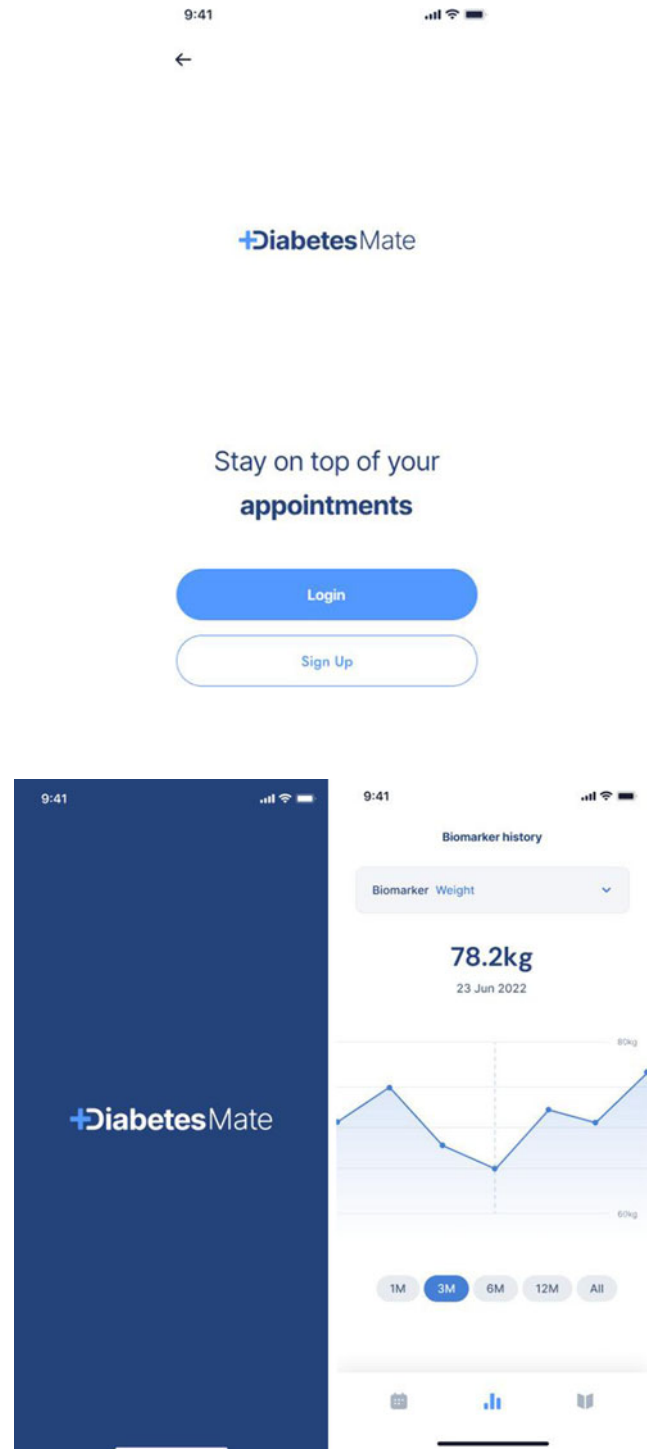 9:41
DiabetesMate
Stay on top of your
appointments
Login
Sign Up
9:41
DiabetesMate
9:41
Biomarker history
Biomarker Weight
78.2kg
23 Jun 2022
80kg
60kg
1M 3M 6M 12M All